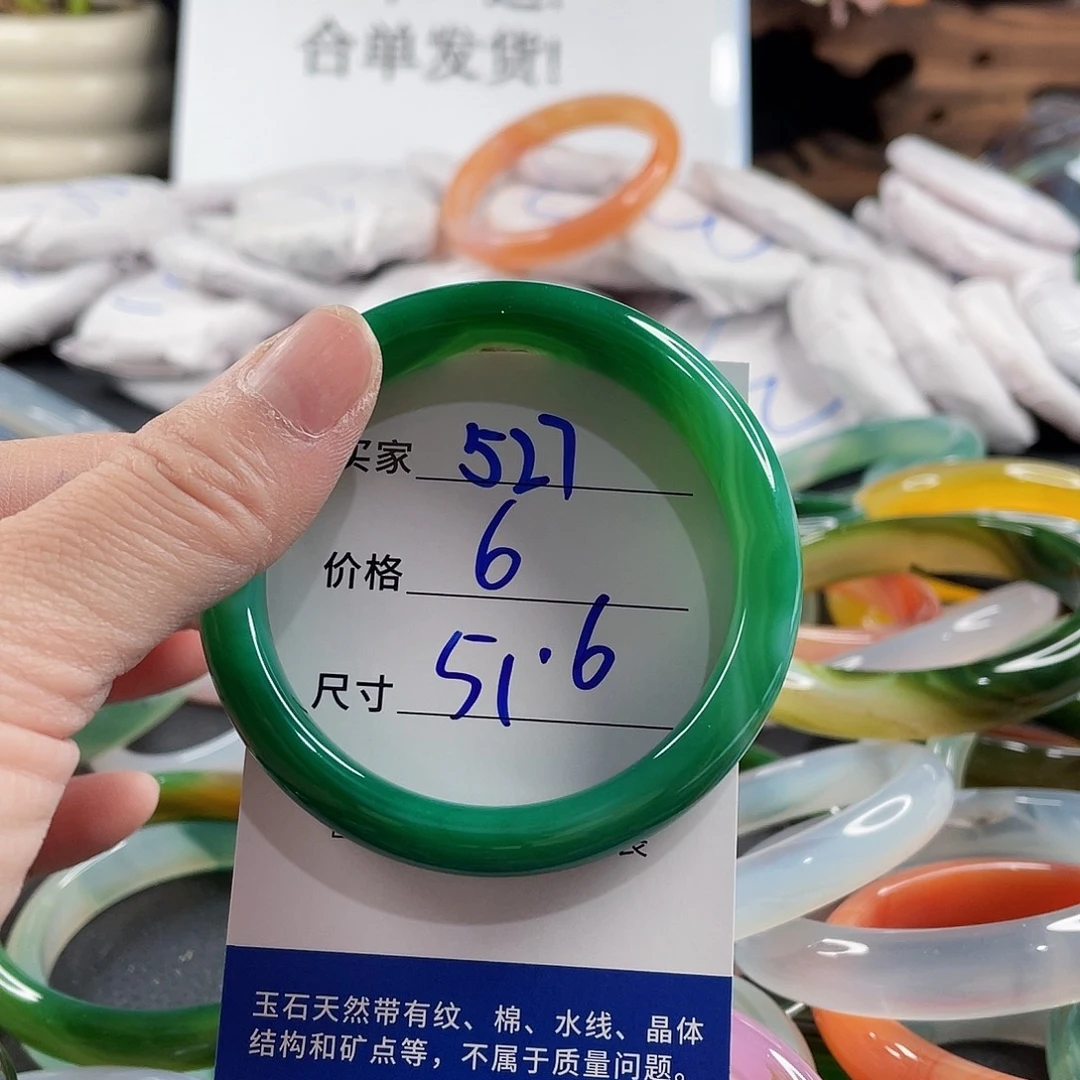 合单发货!
买家 527
价格 6
尺寸 51.6
玉石天然带有纹、棉、水线、晶体
结构和矿点等，不属于质量问题。